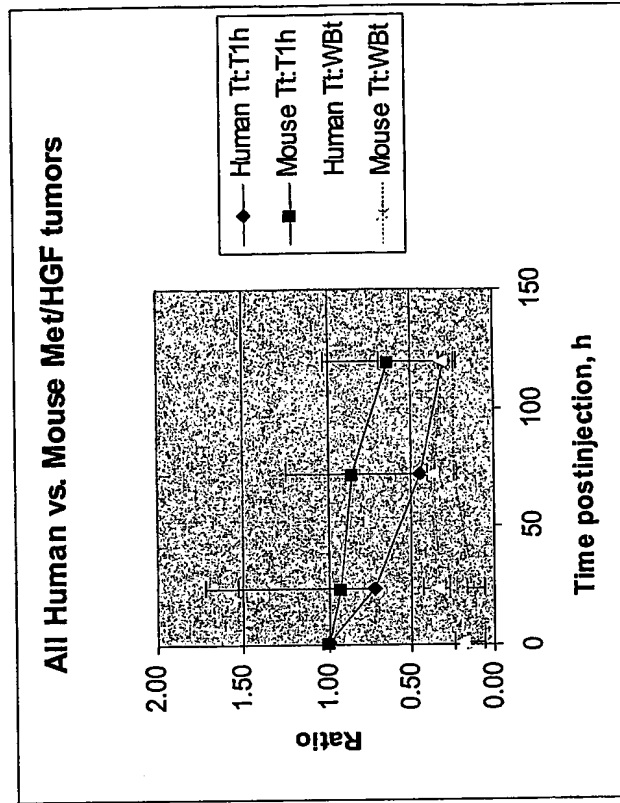 All Human vs. Mouse Met/HGF tumors
2.00
1.50
1.00
0.50
0.00
Ratio
0
50
100
150
Time postinjection, h
Human Tt:T1h
Mouse Tt:T1h
Human Tt:WBt
Mouse Tt:WBt